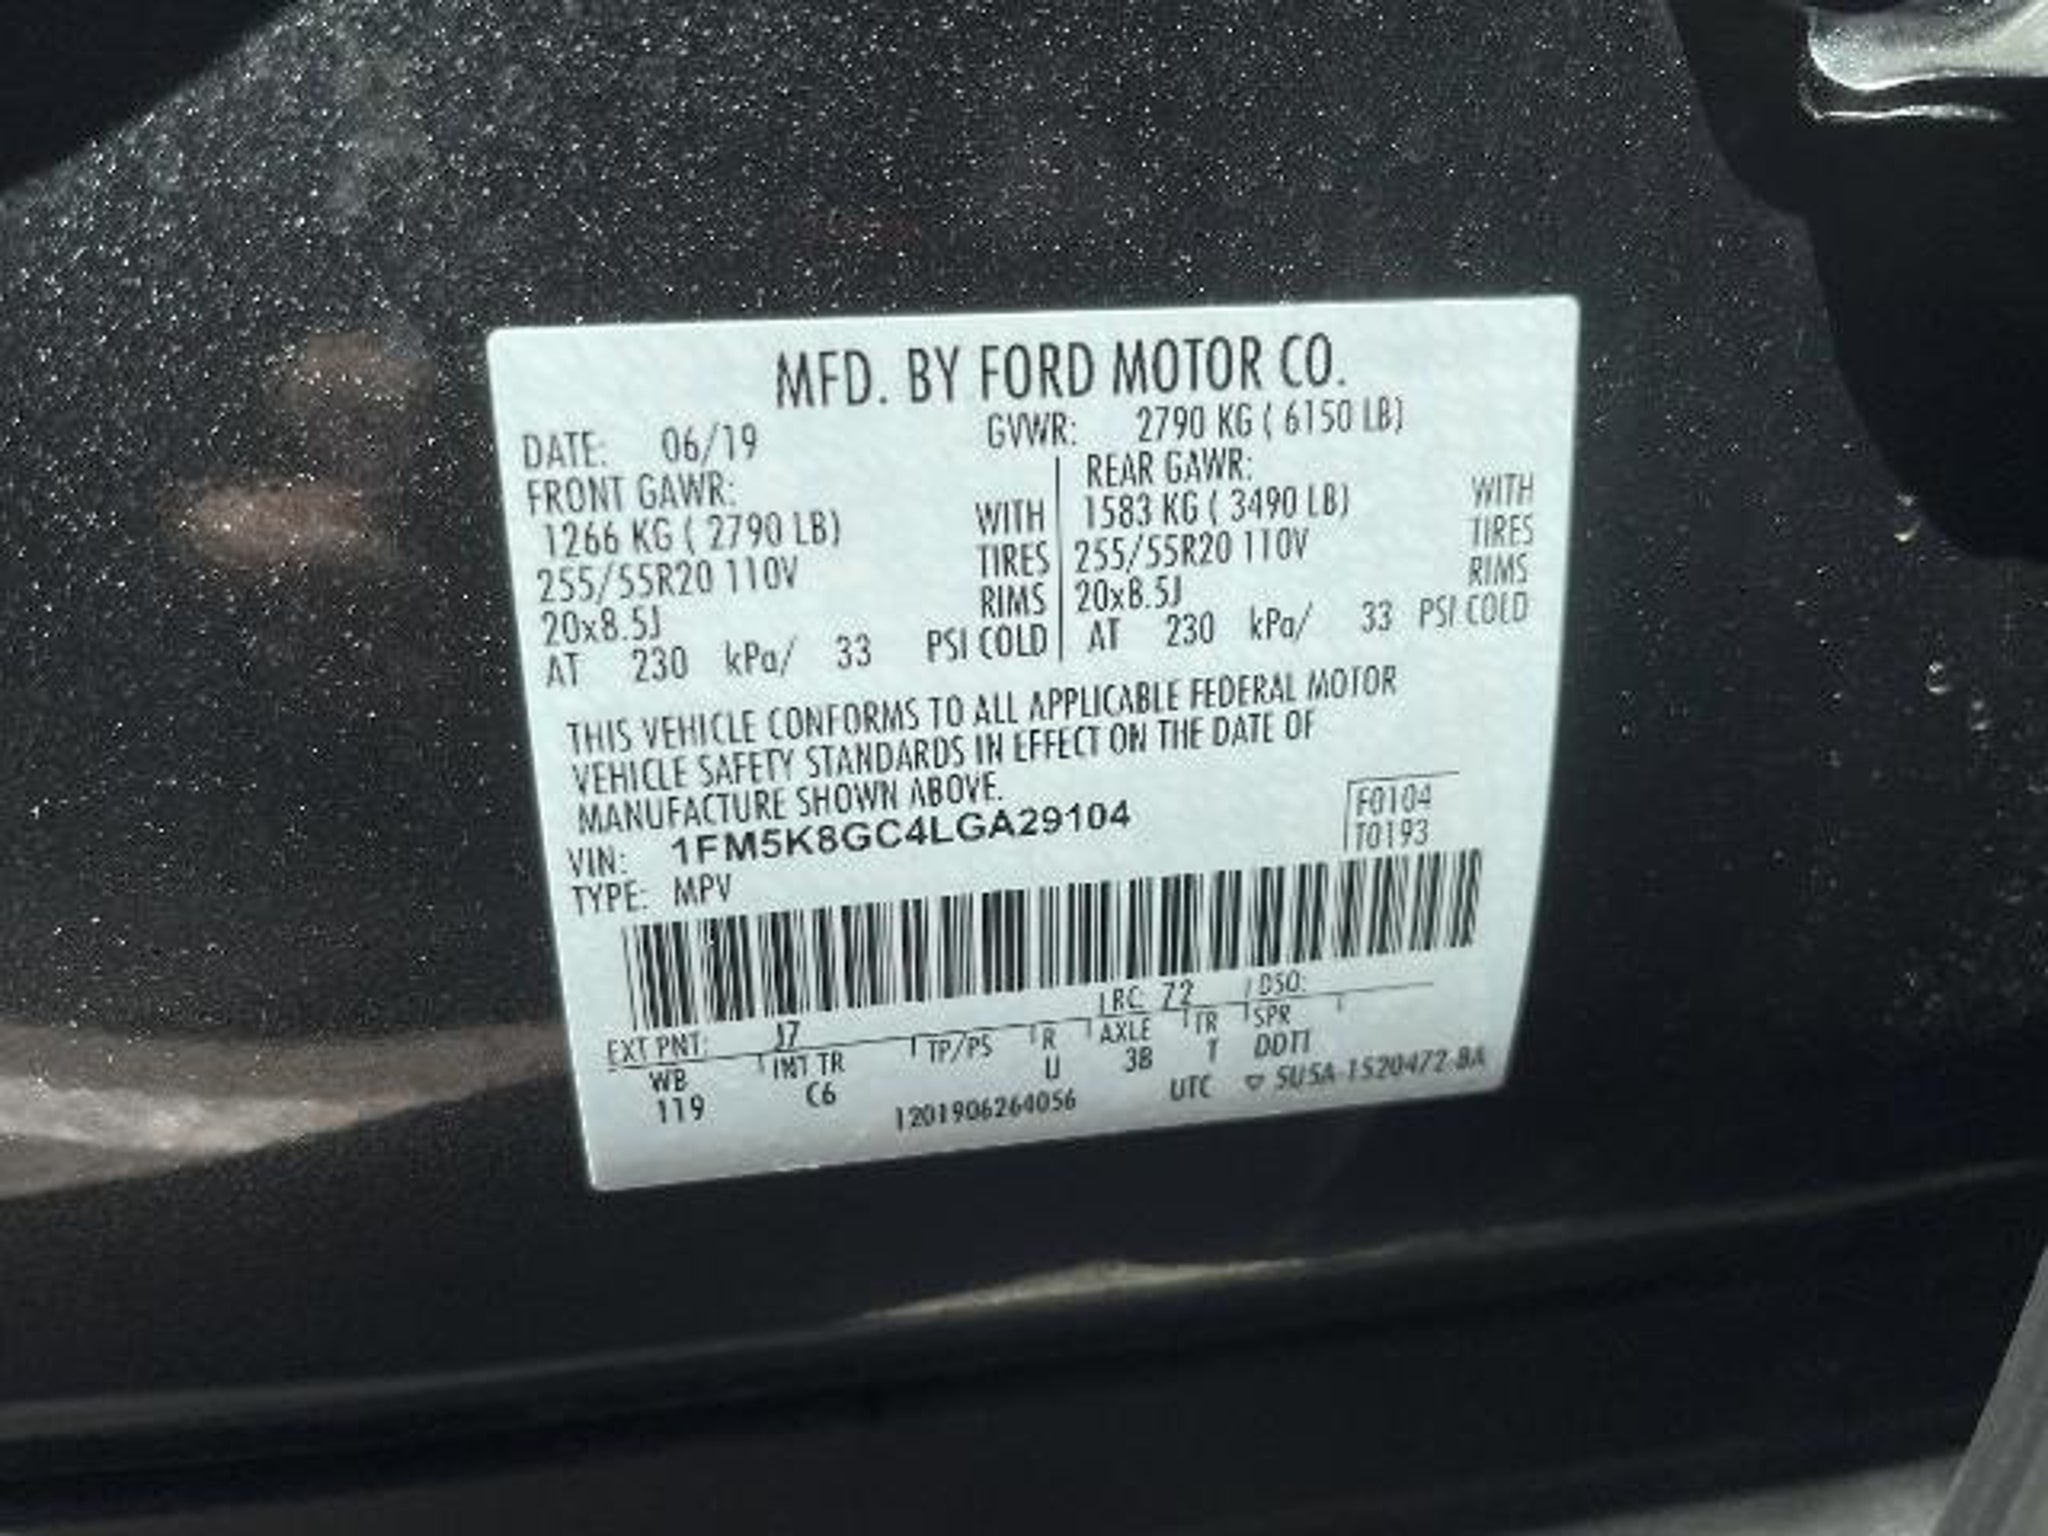 MFD. BY FORD MOTOR CO.
DATE: 06/19 GVWR: 2790 KG ( 6150 LB)
FRONT GAWR: REAR GAWR:
1266 KG ( 2790 LB) WITH 1583 KG ( 3490 LB) WITH
255/55R20 110V TIRES 255/55R20 110V TIRES
20x8.5J RIMS 20x8.5J RIMS
AT 230 kPa/ 33 PSI COLD AT 230 kPa/ 33 PSI COLD
THIS VEHICLE CONFORMS TO ALL APPLICABLE FEDERAL MOTOR
VEHICLE SAFETY STANDARDS IN EFFECT ON THE DATE OF
MANUFACTURE SHOWN ABOVE.
VIN: 1FM5K8GC4LGA29104
F0104
T0193
TYPE: MPV
EXT PNT: J7 RC: 72 DSO:
WB INT TR TP/PS R AXLE TR SPR
119 C6 U 3B T DDTT
1201906264056 UTC ▽ SU5A-1520472-BA